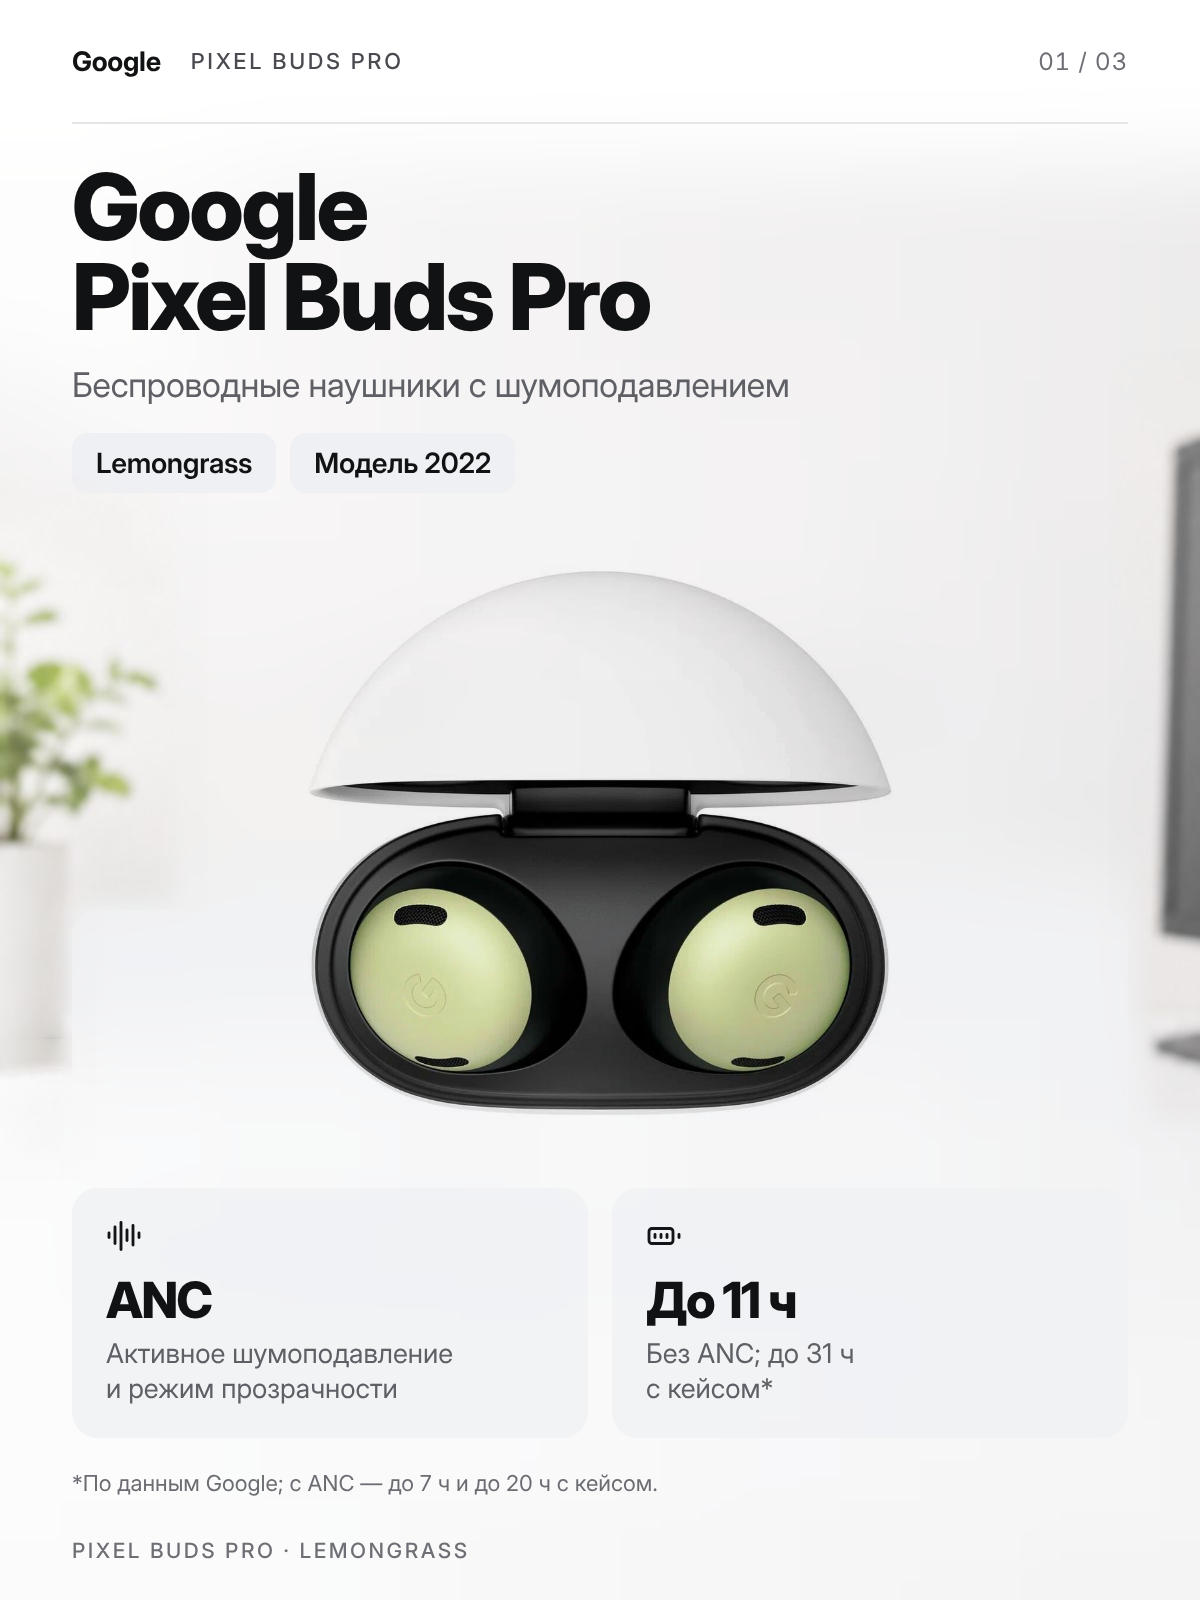 Google PIXEL BUDS PRO 01 / 03
Google
Pixel Buds Pro
Беспроводные наушники с шумоподавлением
Lemongrass Модель 2022
ANC
Активное шумоподавление
и режим прозрачности
До 11 ч
Без ANC; до 31 ч
с кейсом*
*По данным Google; с ANC — до 7 ч и до 20 ч с кейсом.
PIXEL BUDS PRO · LEMONGRASS